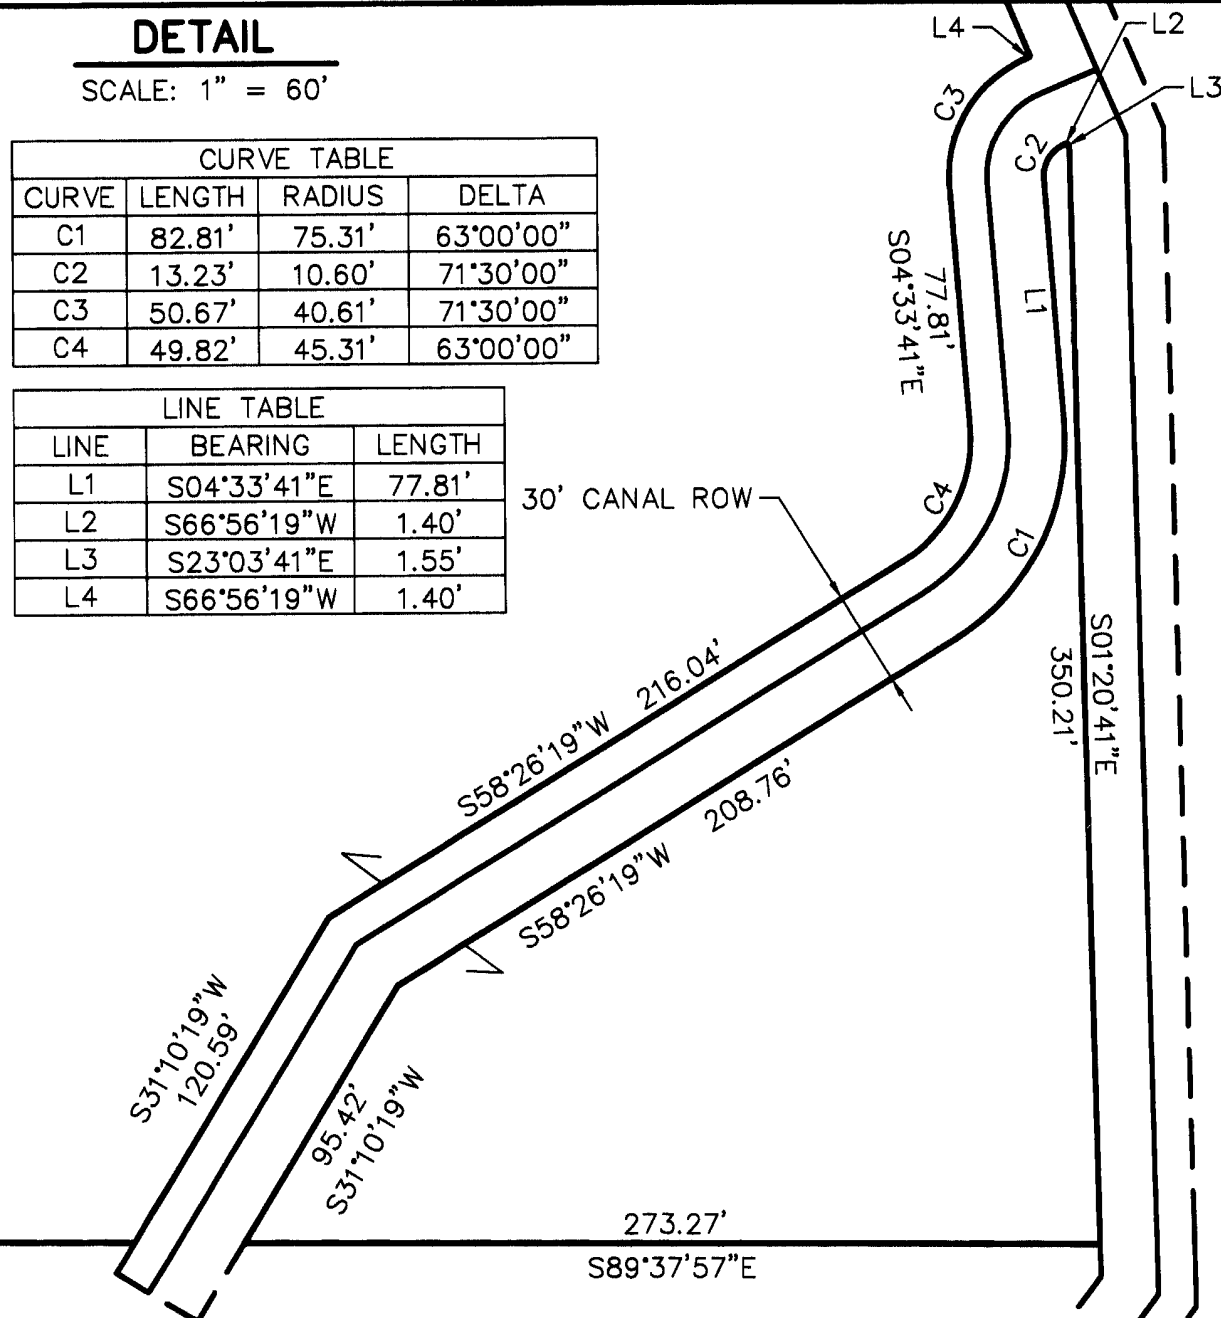 DETAIL
SCALE: 1" = 60'
CURVE TABLE
CURVE LENGTH RADIUS DELTA
C1 82.81' 75.31' 63°00'00"
C2 13.23' 10.60' 71°30'00"
C3 50.67' 40.61' 71°30'00"
C4 49.82' 45.31' 63°00'00"
LINE TABLE
LINE BEARING LENGTH
L1 S04°33'41"E 77.81'
L2 S66°56'19"W 1.40'
L3 S23°03'41"E 1.55'
L4 S66°56'19"W 1.40'
L4
L2
L3
C3
C2
77.81'
S04°33'41"E
L1
30' CANAL ROW
C4
C1
S01°20'41"E
350.21'
S58°26'19"W 216.04'
S58°26'19"W 208.76'
S31°10'19"W
120.59'
95.42'
S31°10'19"W
273.27'
S89°37'57"E